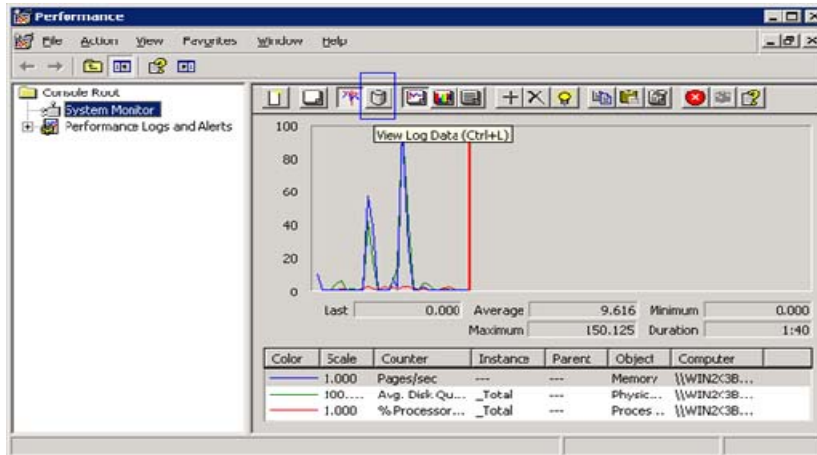 Performance
File Action View Favorites Window Help
Console Root
System Monitor
Performance Logs and Alerts
View Log Data (Ctrl+L)
100
80
60
40
20
0
Last 0.000 Average 9.616 Minimum 0.000
Maximum 150.125 Duration 1:40
Color Scale Counter Instance Parent Object Computer
1.000 Pages/sec --- --- Memory \\WIN2K3B...
100.... Avg. Disk Qu... _Total --- Physic... \\WIN2K3B...
1.000 % Processor... _Total --- Proces... \\WIN2K3B...